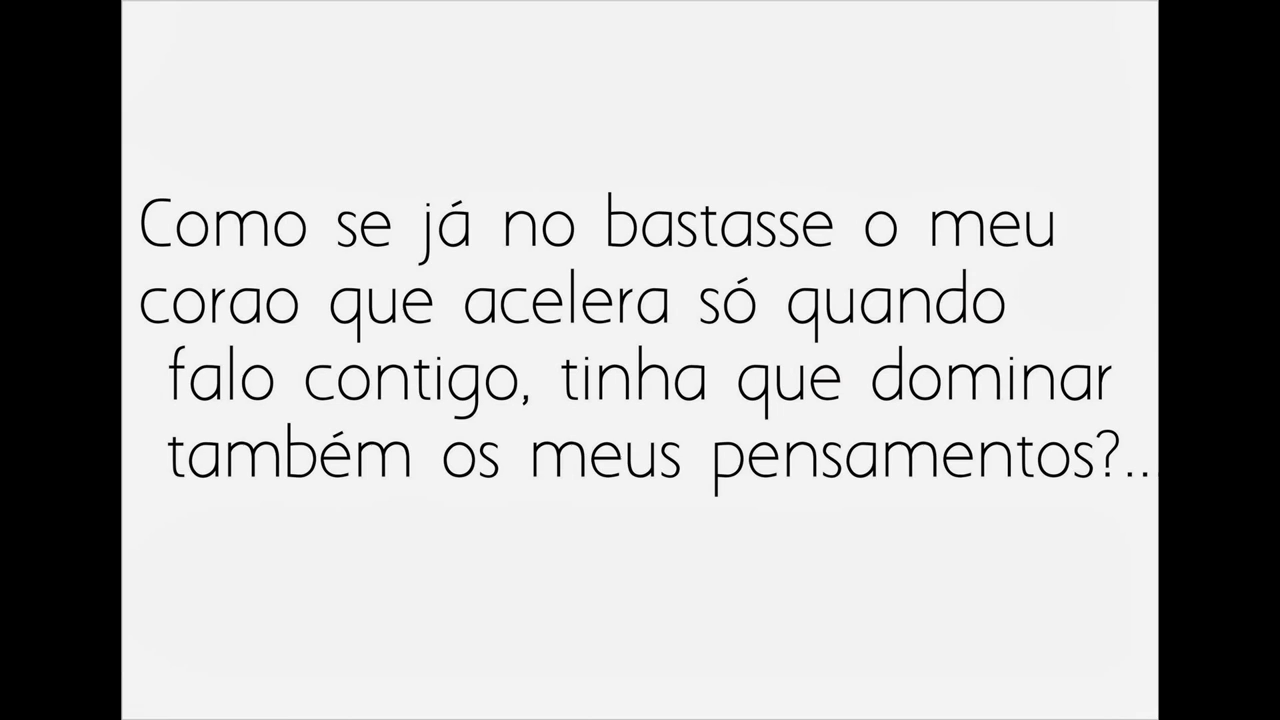 Como se já no bastasse o meu
corao que acelera só quando
falo contigo, tinha que dominar
também os meus pensamentos?...